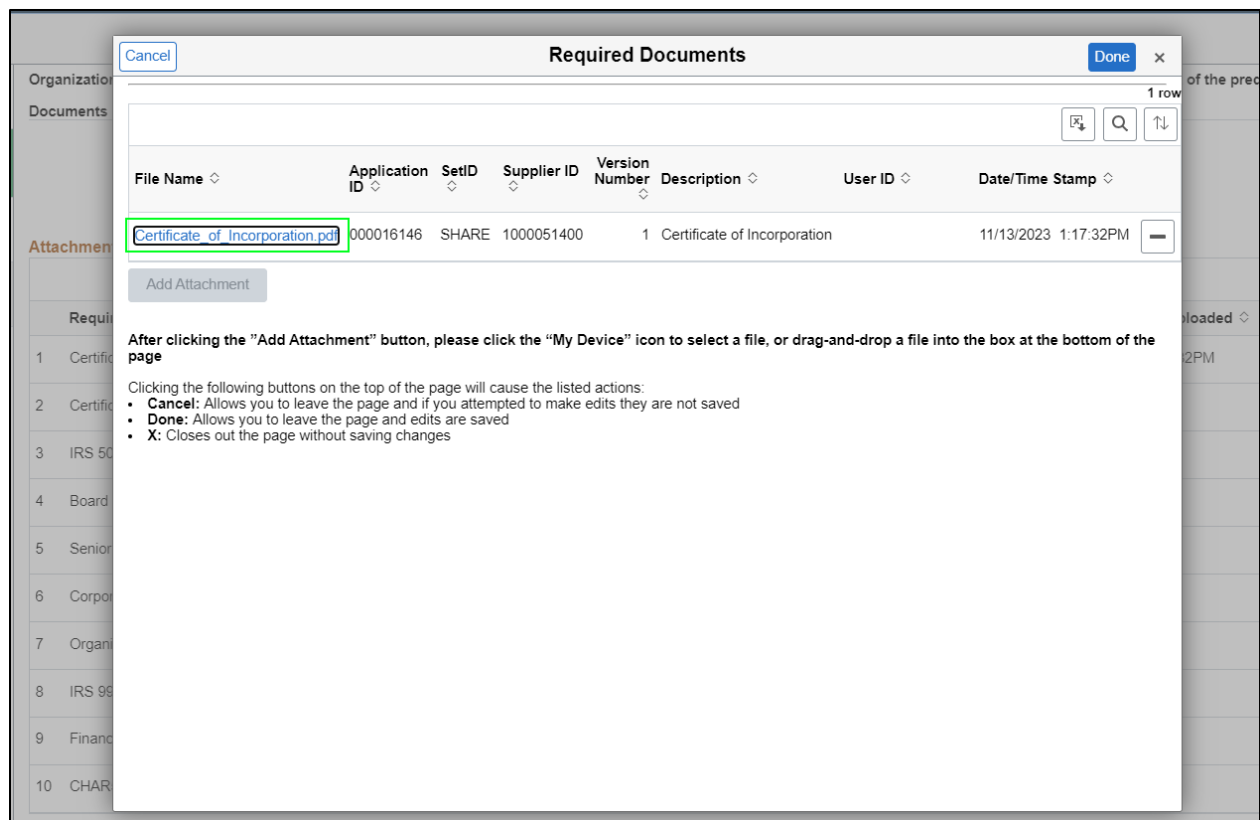 Cancel
Required Documents
Done
×
Organization
of the prec
Documents
1 row
File Name
Application ID
SetID
Supplier ID
Version Number
Description
User ID
Date/Time Stamp
Certificate_of_Incorporation.pdf 000016146 SHARE 1000051400 1 Certificate of Incorporation 11/13/2023 1:17:32PM
Attachmen
Add Attachment
Requi
ploaded
After clicking the ”Add Attachment” button, please click the “My Device” icon to select a file, or drag-and-drop a file into the box at the bottom of the
page
1 Certific
2PM
Clicking the following buttons on the top of the page will cause the listed actions:
• Cancel: Allows you to leave the page and if you attempted to make edits they are not saved
• Done: Allows you to leave the page and edits are saved
• X: Closes out the page without saving changes
2 Certific
3 IRS 50
4 Board
5 Senior
6 Corpor
7 Organi
8 IRS 99
9 Financ
10 CHAR